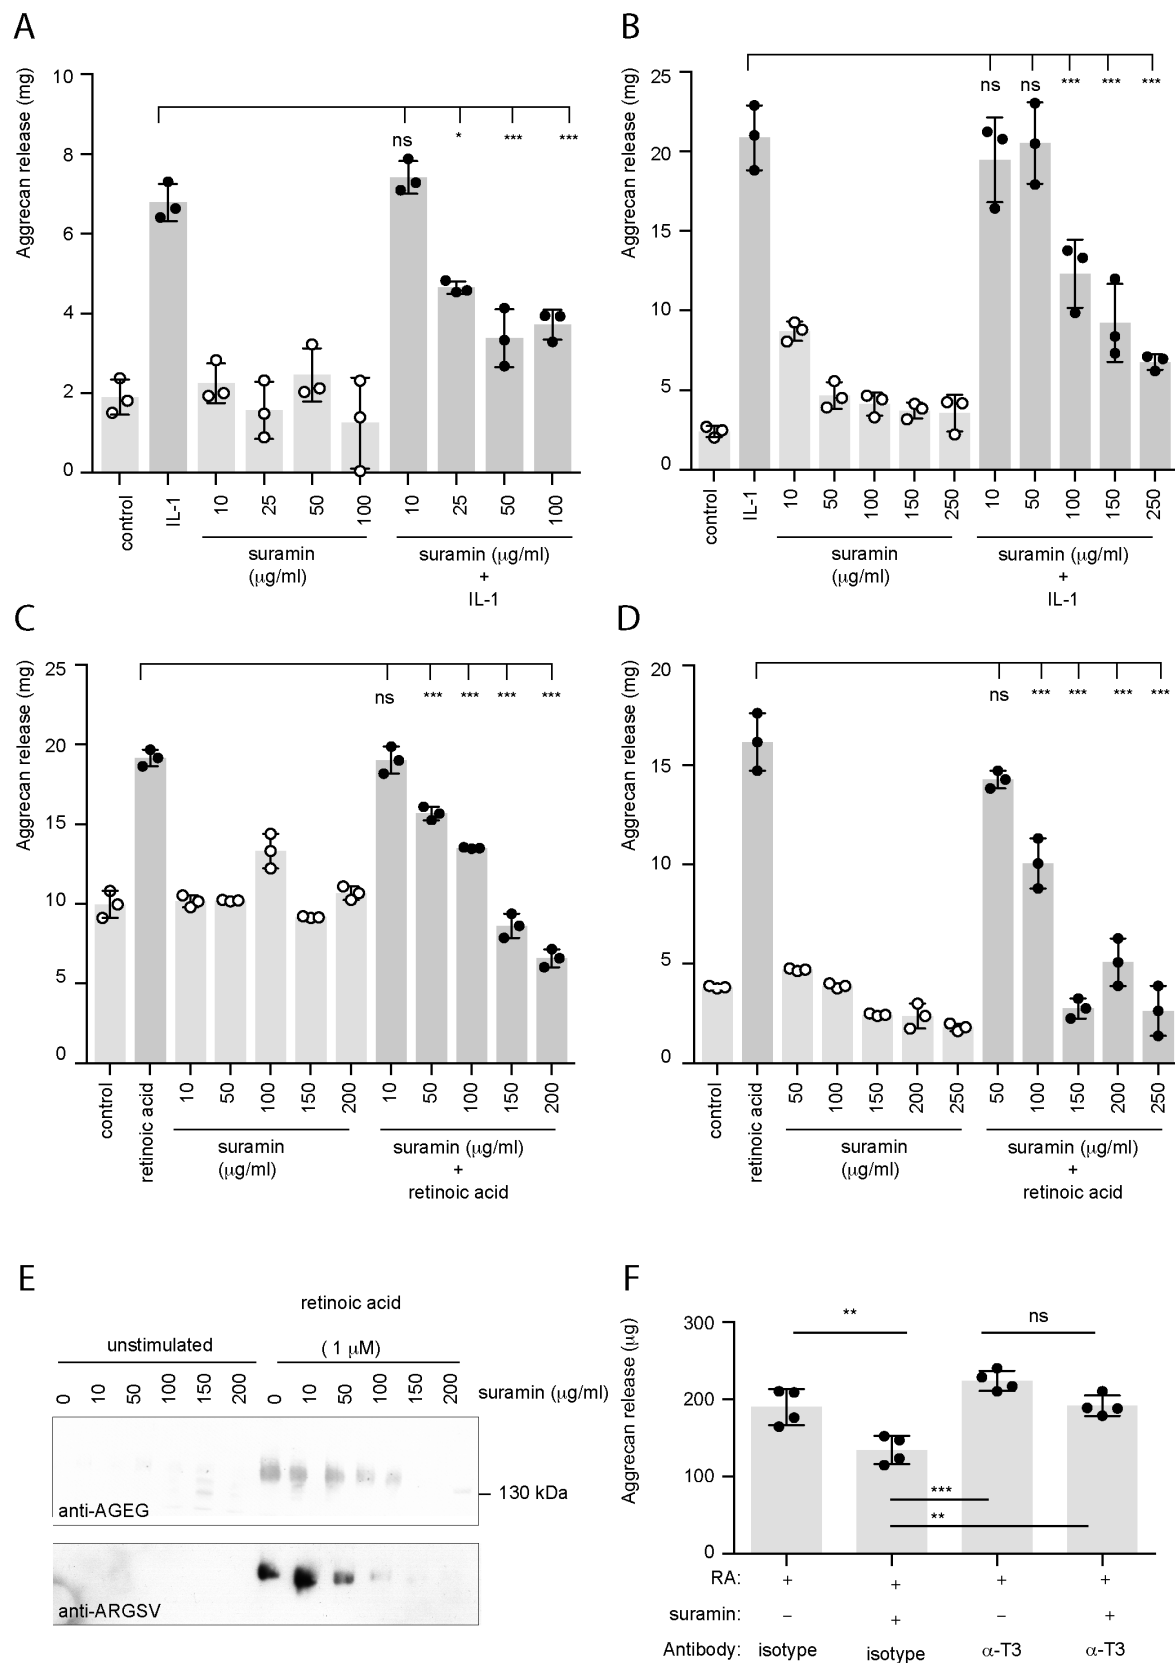 A
Aggrecan release (mg)
10
8
6
4
2
0
ns
*
***
***
control
IL-1
10
25
50
100
10
25
50
100
suramin
(μg/ml)
suramin (μg/ml)
+
IL-1
B
Aggrecan release (mg)
25
20
15
10
5
0
ns
ns
***
***
***
control
IL-1
10
50
100
150
250
10
50
100
150
250
suramin
(μg/ml)
suramin (μg/ml)
+
IL-1
C
Aggrecan release (mg)
25
20
15
10
5
0
ns
***
***
***
***
control
retinoic acid
10
50
100
150
200
10
50
100
150
200
suramin
(μg/ml)
suramin (μg/ml)
+
retinoic acid
D
Aggrecan release (mg)
20
15
10
5
0
ns
***
***
***
***
control
retinoic acid
50
100
150
200
250
50
100
150
200
250
suramin
(μg/ml)
suramin (μg/ml)
+
retinoic acid
E
retinoic acid
unstimulated
( 1 μM)
0 10 50 100 150 200 0 10 50 100 150 200 suramin (μg/ml)
130 kDa
anti-AGEG
anti-ARGSV
F
Aggrecan release (μg)
300
200
100
0
**
ns
***
**
RA: + + + +
suramin: – + – +
Antibody: isotype isotype α-T3 α-T3